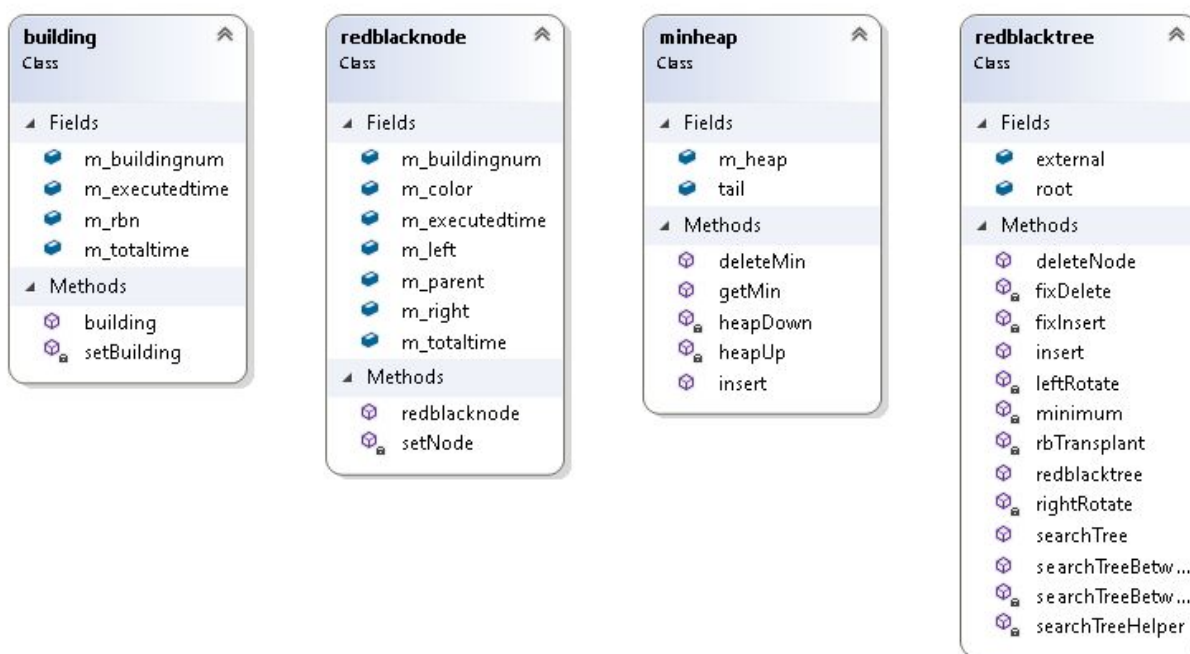 building
Class
Fields
m_buildingnum
m_executedtime
m_rbn
m_totaltime
Methods
building
setBuilding
redblacknode
Class
Fields
m_buildingnum
m_color
m_executedtime
m_left
m_parent
m_right
m_totaltime
Methods
redblacknode
setNode
minheap
Class
Fields
m_heap
tail
Methods
deleteMin
getMin
heapDown
heapUp
insert
redblacktree
Class
Fields
external
root
Methods
deleteNode
fixDelete
fixInsert
insert
leftRotate
minimum
rbTransplant
redblacktree
rightRotate
searchTree
searchTreeBetw...
searchTreeBetw...
searchTreeHelper